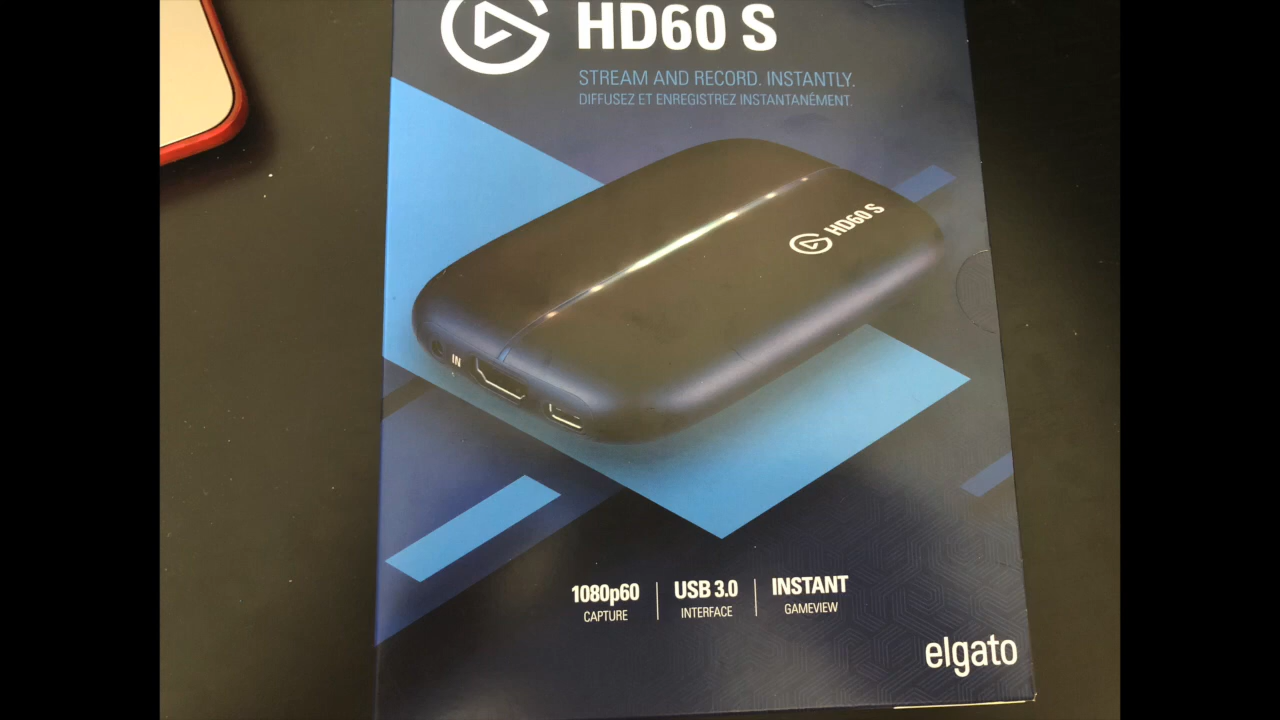 HD60 S
STREAM AND RECORD. INSTANTLY.
DIFFUSEZ ET ENREGISTREZ INSTANTANÉMENT.
HD60 S
IN
1080p60
CAPTURE
USB 3.0
INTERFACE
INSTANT
GAMEVIEW
elgato